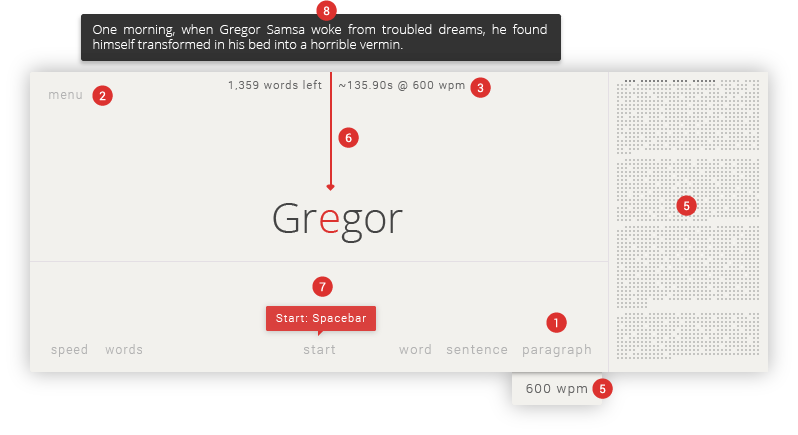 8
One morning, when Gregor Samsa woke from troubled dreams, he found
himself transformed in his bed into a horrible vermin.
menu 2
1,359 words left ~135.90s @ 600 wpm 3
6
5
Gregor
7
Start: Spacebar
1
speed words start word sentence paragraph
600 wpm 5